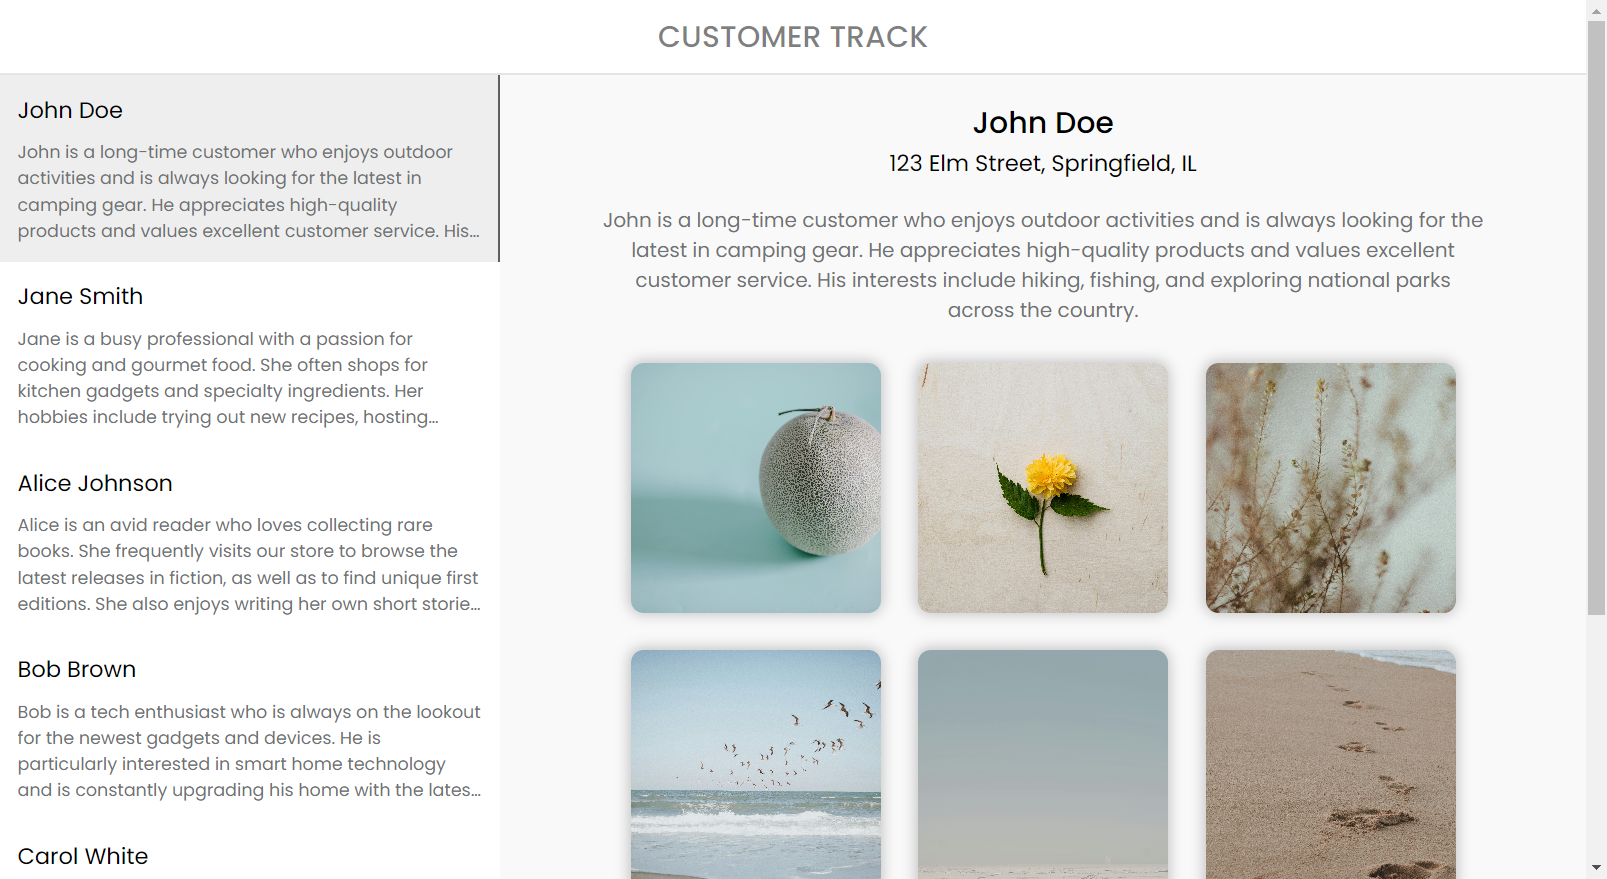 CUSTOMER TRACK
John Doe
John is a long-time customer who enjoys outdoor
activities and is always looking for the latest in
camping gear. He appreciates high-quality
products and values excellent customer service. His...
Jane Smith
Jane is a busy professional with a passion for
cooking and gourmet food. She often shops for
kitchen gadgets and specialty ingredients. Her
hobbies include trying out new recipes, hosting...
Alice Johnson
Alice is an avid reader who loves collecting rare
books. She frequently visits our store to browse the
latest releases in fiction, as well as to find unique first
editions. She also enjoys writing her own short storie...
Bob Brown
Bob is a tech enthusiast who is always on the lookout
for the newest gadgets and devices. He is
particularly interested in smart home technology
and is constantly upgrading his home with the lates...
Carol White
John Doe
123 Elm Street, Springfield, IL
John is a long-time customer who enjoys outdoor activities and is always looking for the
latest in camping gear. He appreciates high-quality products and values excellent
customer service. His interests include hiking, fishing, and exploring national parks
across the country.